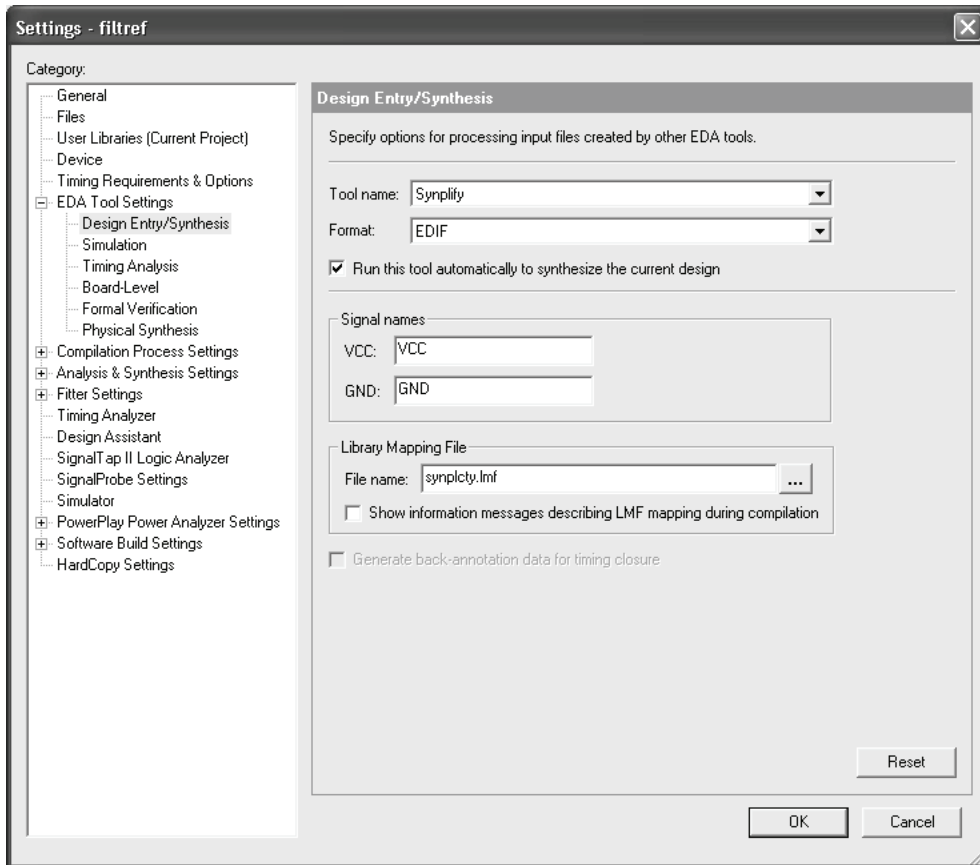 Settings - filtref
Category:
General
Files
User Libraries (Current Project)
Device
Timing Requirements & Options
EDA Tool Settings
Design Entry/Synthesis
Simulation
Timing Analysis
Board-Level
Formal Verification
Physical Synthesis
Compilation Process Settings
Analysis & Synthesis Settings
Fitter Settings
Timing Analyzer
Design Assistant
SignalTap II Logic Analyzer
SignalProbe Settings
Simulator
PowerPlay Power Analyzer Settings
Software Build Settings
HardCopy Settings
Design Entry/Synthesis
Specify options for processing input files created by other EDA tools.
Tool name: Synplify
Format: EDIF
Run this tool automatically to synthesize the current design
Signal names
VCC: VCC
GND: GND
Library Mapping File
File name: synplcty.lmf ...
Show information messages describing LMF mapping during compilation
Generate back-annotation data for timing closure
Reset
OK Cancel